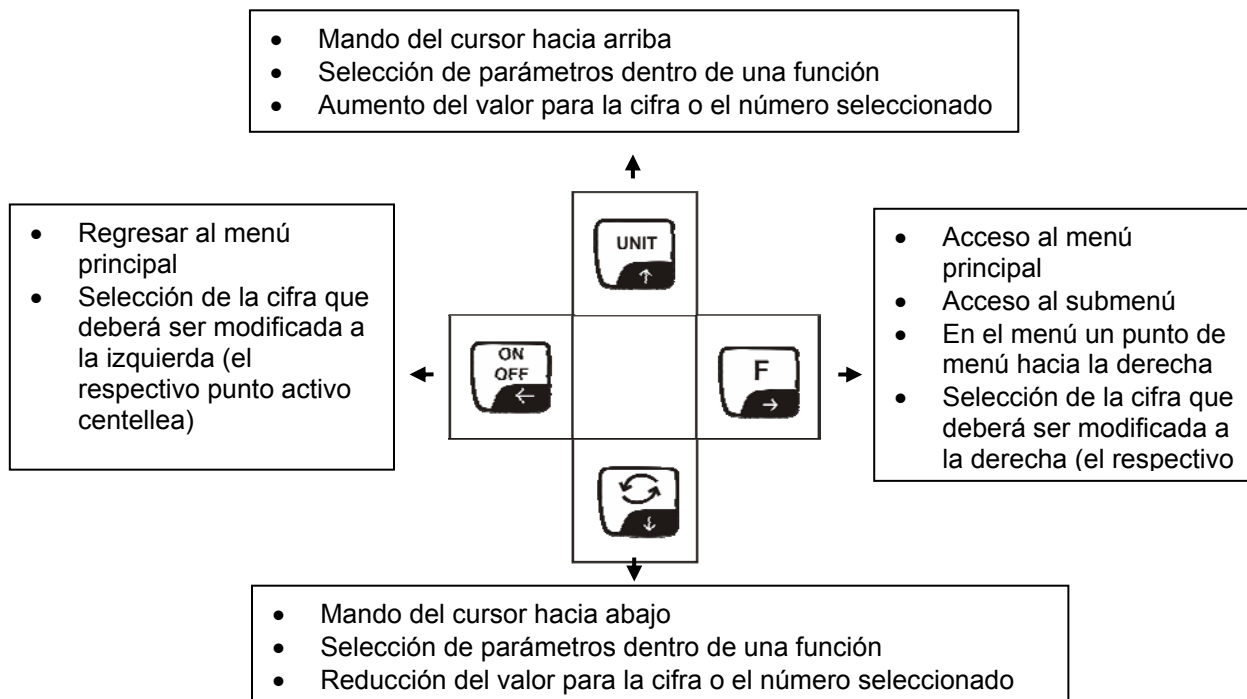 • Mando del cursor hacia arriba
• Selección de parámetros dentro de una función
• Aumento del valor para la cifra o el número seleccionado
• Regresar al menú
principal
• Selección de la cifra que
deberá ser modificada a
la izquierda (el
respectivo punto activo
centellea)
UNIT
↑
ON
OFF
←
F
→
↓
• Acceso al menú
principal
• Acceso al submenú
• En el menú un punto de
menú hacia la derecha
• Selección de la cifra que
deberá ser modificada a
la derecha (el respectivo
• Mando del cursor hacia abajo
• Selección de parámetros dentro de una función
• Reducción del valor para la cifra o el número seleccionado